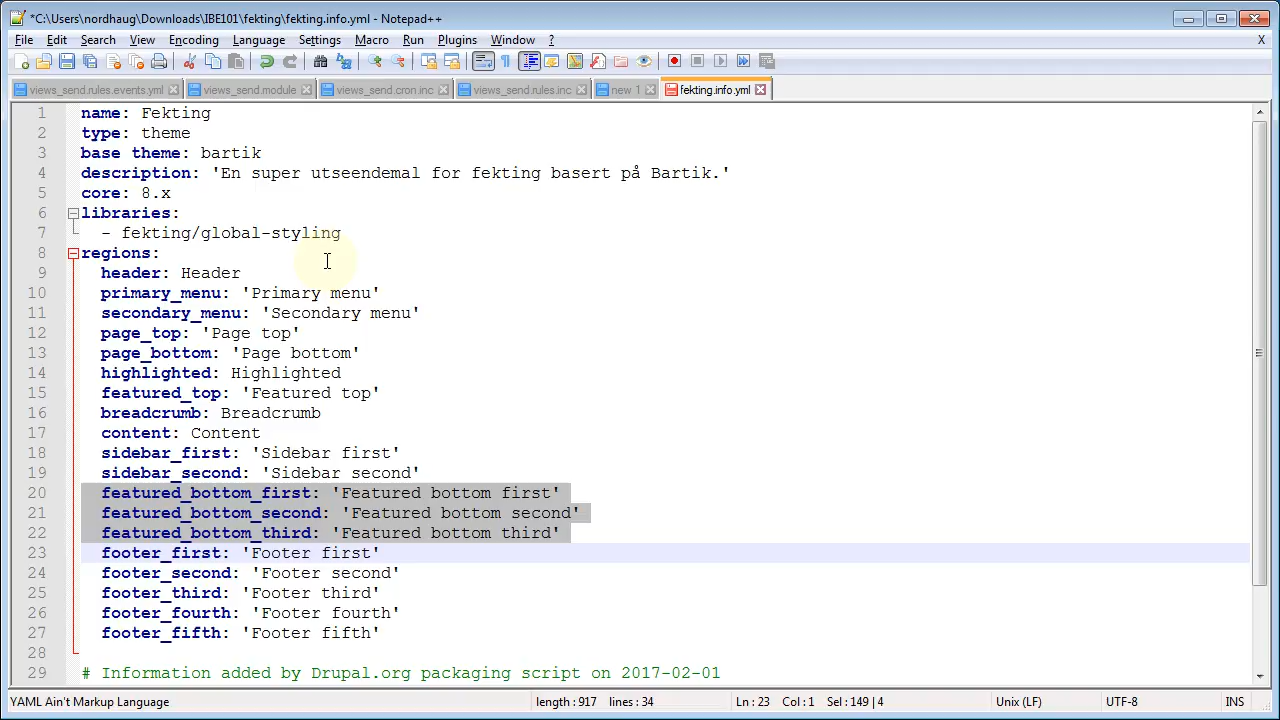 *C:\Users\nordhaug\Downloads\IBE101\fekting\fekting.info.yml - Notepad++
File Edit Search View Encoding Language Settings Macro Run Plugins Window ? X
views_send.rules.events.yml views_send.module views_send.cron.inc views_send.rules.inc new 1 fekting.info.yml
1 name: Fekting
2 type: theme
3 base theme: bartik
4 description: 'En super utseendemal for fekting basert på Bartik.'
5 core: 8.x
6 libraries:
7 - fekting/global-styling
8 regions:
9 header: Header
10 primary_menu: 'Primary menu'
11 secondary_menu: 'Secondary menu'
12 page_top: 'Page top'
13 page_bottom: 'Page bottom'
14 highlighted: Highlighted
15 featured_top: 'Featured top'
16 breadcrumb: Breadcrumb
17 content: Content
18 sidebar_first: 'Sidebar first'
19 sidebar_second: 'Sidebar second'
20 featured_bottom_first: 'Featured bottom first'
21 featured_bottom_second: 'Featured bottom second'
22 featured_bottom_third: 'Featured bottom third'
23 footer_first: 'Footer first'
24 footer_second: 'Footer second'
25 footer_third: 'Footer third'
26 footer_fourth: 'Footer fourth'
27 footer_fifth: 'Footer fifth'
28
29 # Information added by Drupal.org packaging script on 2017-02-01
YAML Ain't Markup Language length : 917 lines : 34 Ln : 23 Col : 1 Sel : 149 | 4 Unix (LF) UTF-8 INS